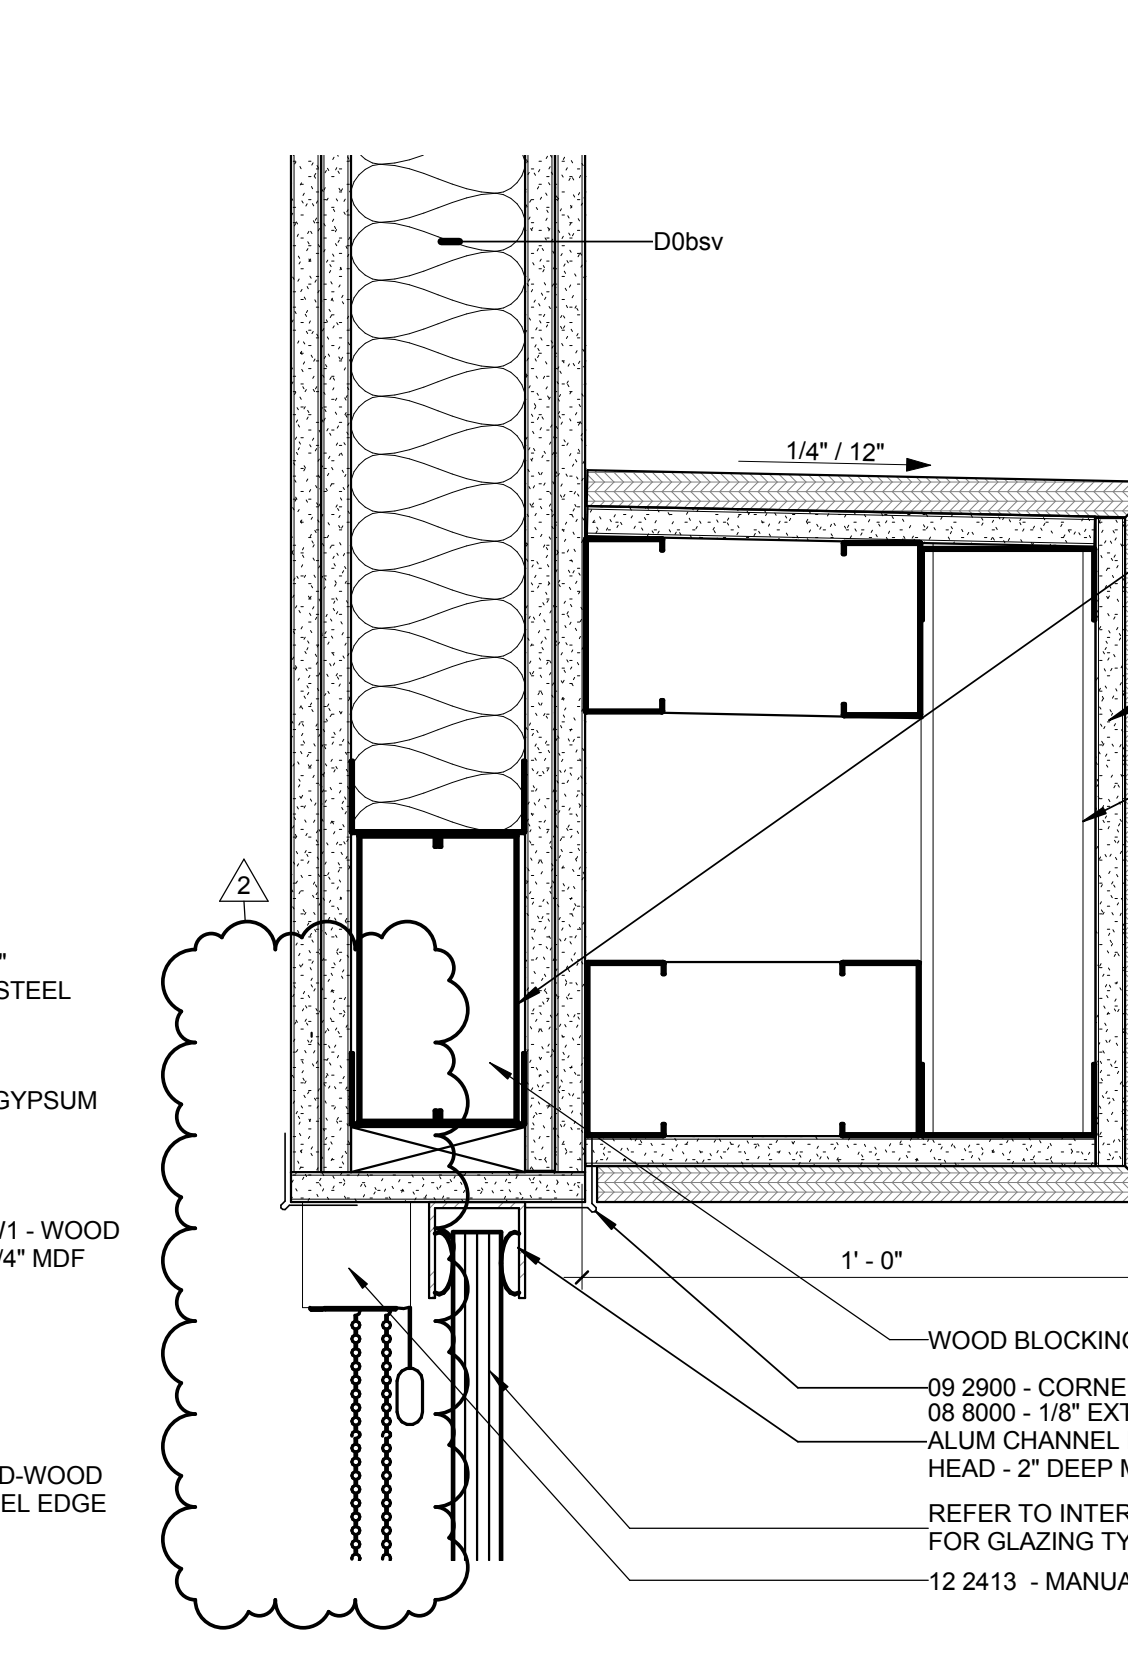 D0bsv
1/4" / 12"
2
"
STEEL
GYPSUM
1 - WOOD
/4" MDF
D-WOOD
EL EDGE
1' - 0"
WOOD BLOCKING
09 2900 - CORNE
08 8000 - 1/8" EXT
ALUM CHANNEL
HEAD - 2" DEEP M
REFER TO INTER
FOR GLAZING TY
12 2413 - MANUA